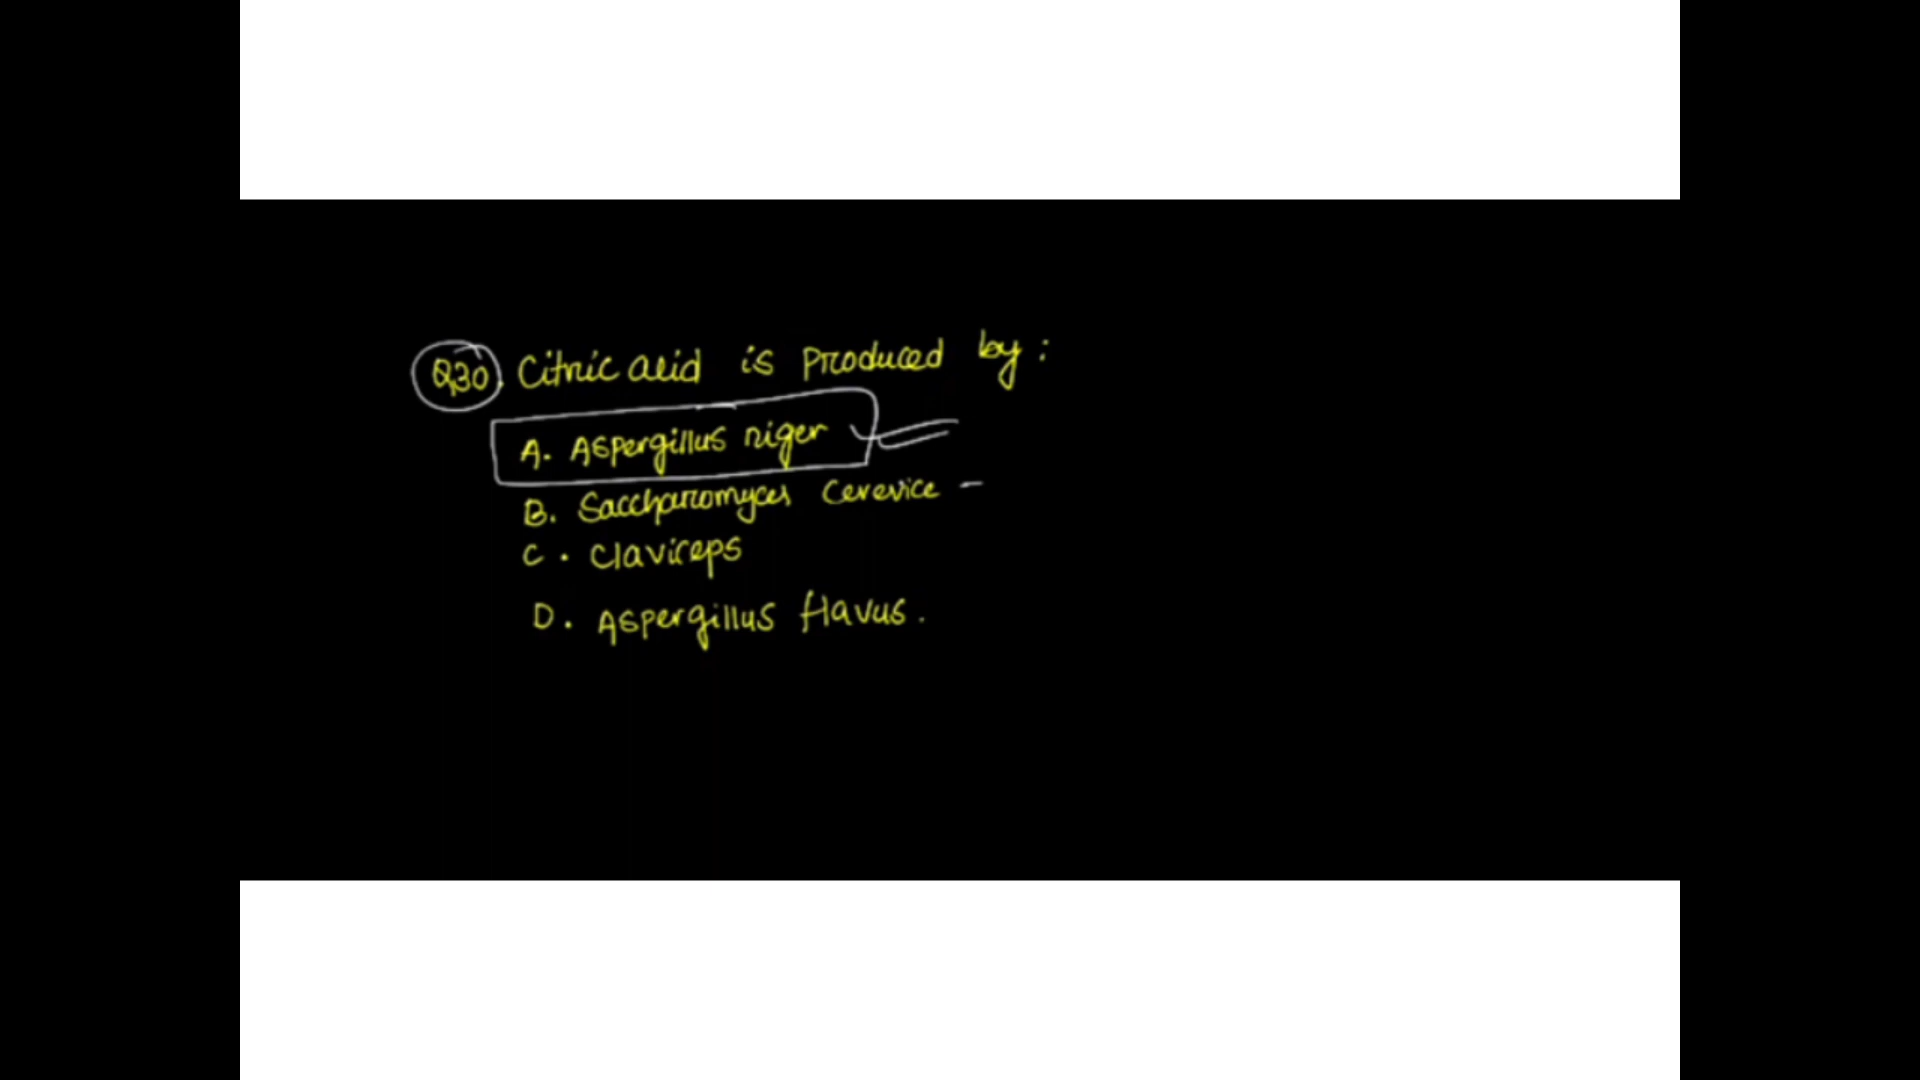 Q30. Citric acid is produced by:
A. Aspergillus niger
B. Saccharomyces Cerevice -
C. Claviceps
D. Aspergillus flavus.